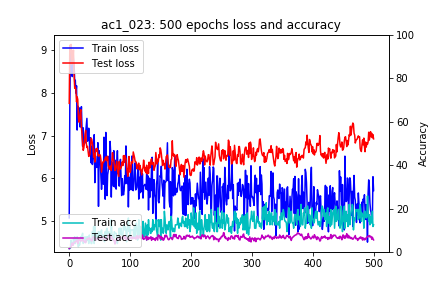 ac1_023: 500 epochs loss and accuracy
Train loss
Test loss
Train acc
Test acc
Loss
Accuracy
9
8
7
6
5
100
80
60
40
20
0
0 100 200 300 400 500